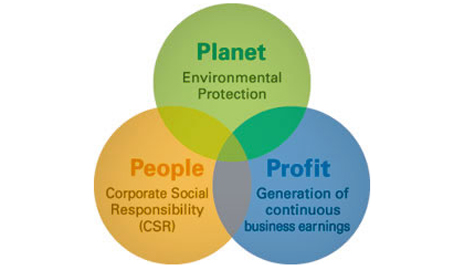 Planet
Environmental
Protection
People
Corporate Social
Responsibility
(CSR)
Profit
Generation of
continuous
business earnings